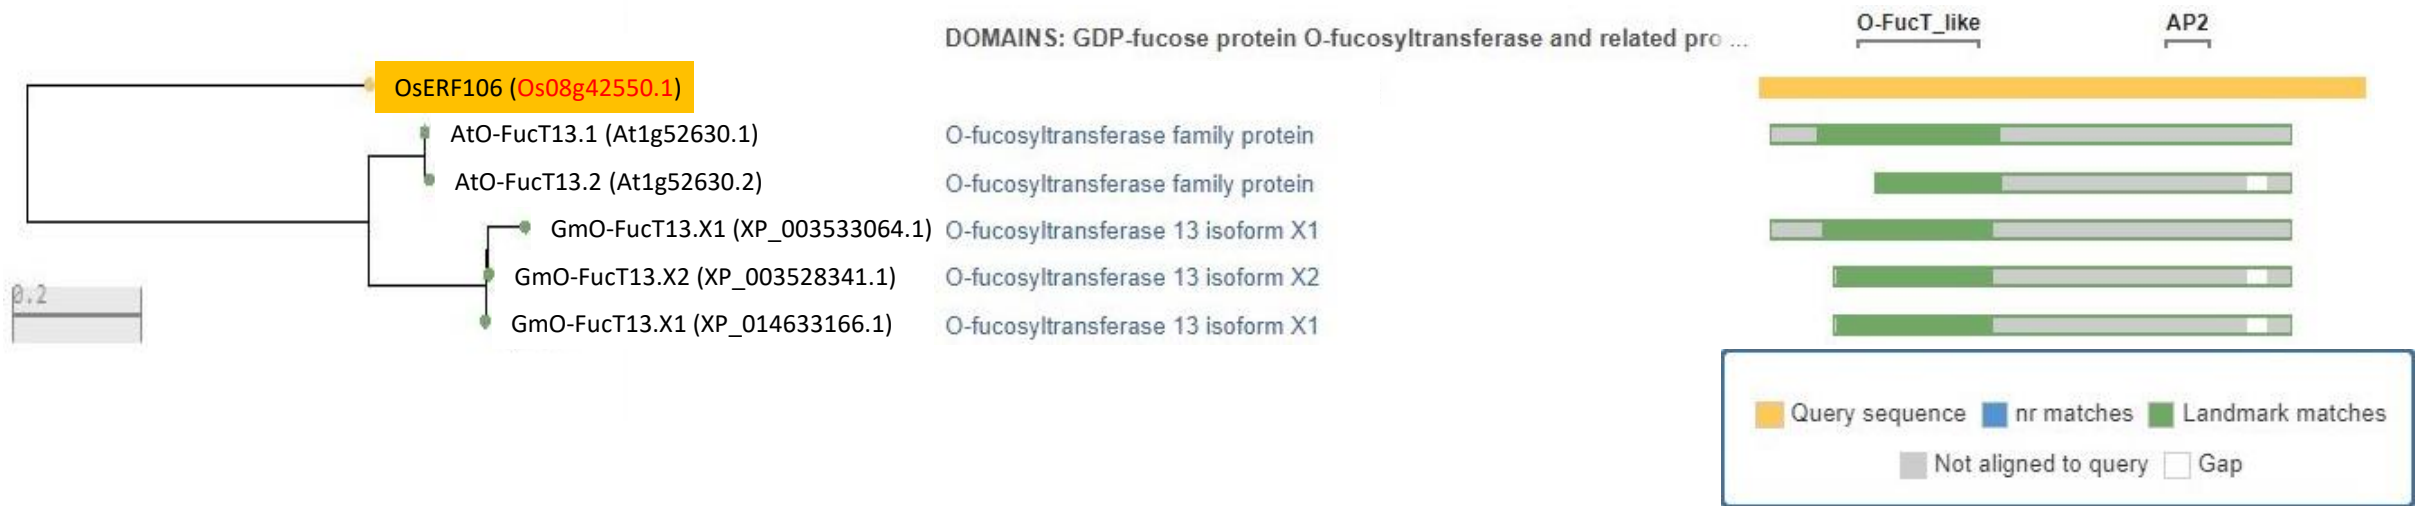 O-FucT_like AP2
DOMAINS: GDP-fucose protein O-fucosyltransferase and related pro ...
OsERF106 (Os08g42550.1)
AtO-FucT13.1 (At1g52630.1) O-fucosyltransferase family protein
AtO-FucT13.2 (At1g52630.2) O-fucosyltransferase family protein
GmO-FucT13.X1 (XP_003533064.1) O-fucosyltransferase 13 isoform X1
GmO-FucT13.X2 (XP_003528341.1) O-fucosyltransferase 13 isoform X2
0.2
GmO-FucT13.X1 (XP_014633166.1) O-fucosyltransferase 13 isoform X1
Query sequence nr matches Landmark matches
Not aligned to query Gap